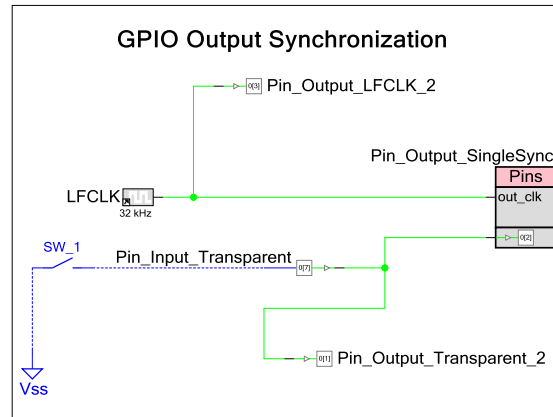 GPIO Output Synchronization
0[3] Pin_Output_LFCLK_2
Pin_Output_SingleSync
Pins
LFCLK
out_clk
32 kHz
0[2]
SW_1
Pin_Input_Transparent
0[7]
0[1] Pin_Output_Transparent_2
Vss